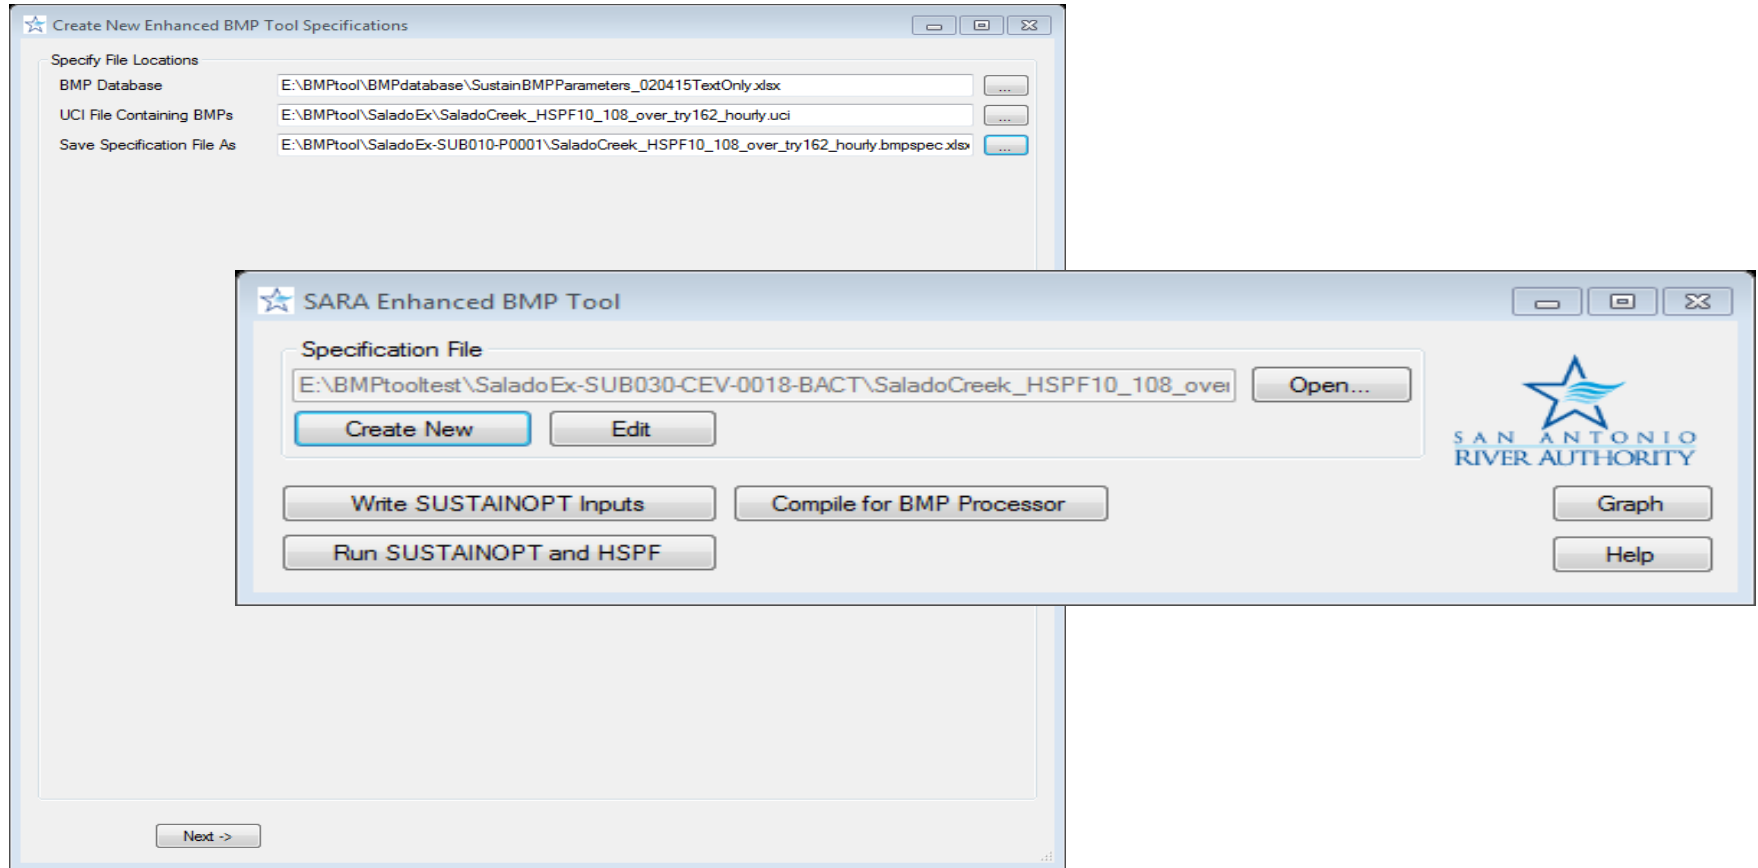 Create New Enhanced BMP Tool Specifications
Specify File Locations
BMP Database E:\BMPtool\BMPdatabase\SustainBMPParameters_020415TextOnly.xlsx ...
UCI File Containing BMPs E:\BMPtool\SaladoEx\SaladoCreek_HSPF10_108_over_try162_hourly.uci ...
Save Specification File As E:\BMPtool\SaladoEx-SUB010-P0001\SaladoCreek_HSPF10_108_over_try162_hourly.bmpspec.xlsx ...
SARA Enhanced BMP Tool
Specification File
E:\BMPtooltest\SaladoEx-SUB030-CEV-0018-BACT\SaladoCreek_HSPF10_108_over Open...
Create New Edit
SAN ANTONIO
RIVER AUTHORITY
Write SUSTAINOPT Inputs Compile for BMP Processor Graph
Run SUSTAINOPT and HSPF Help
Next ->